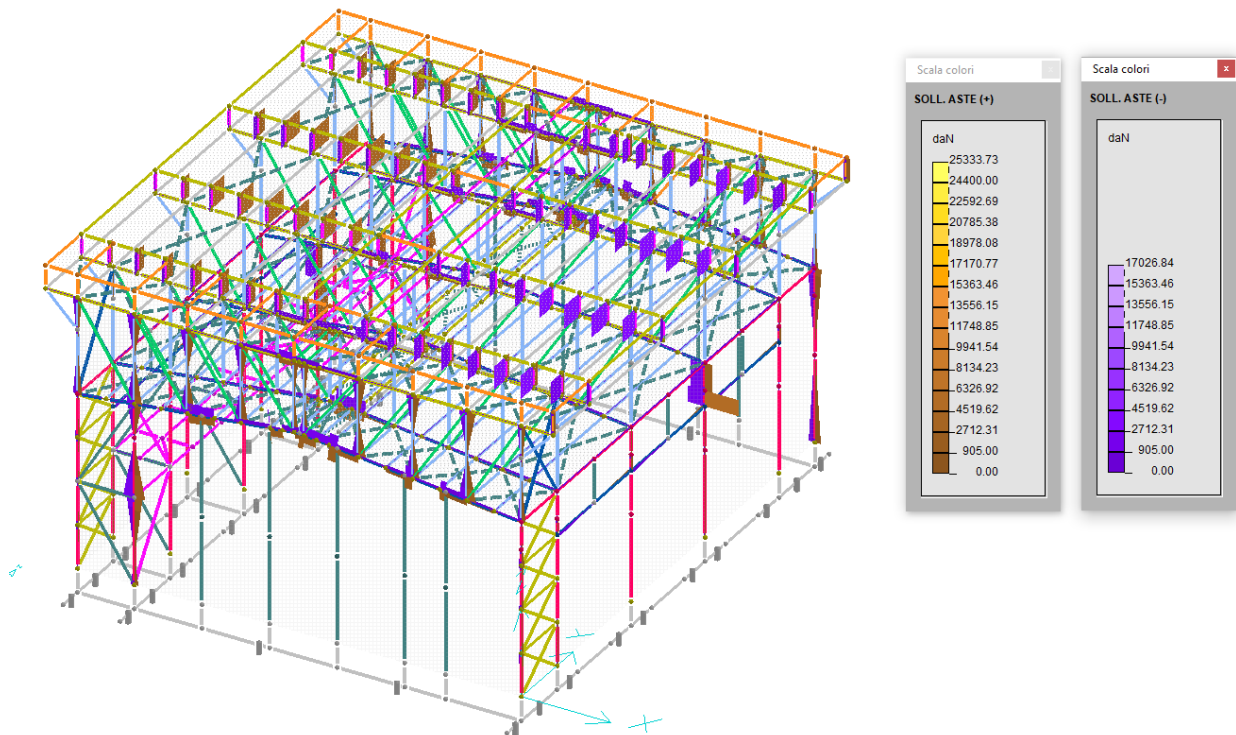 Scala colori
x
SOLL. ASTE (+)
daN
25333.73
24400.00
22592.69
20785.38
18978.08
17170.77
15363.46
13556.15
11748.85
9941.54
8134.23
6326.92
4519.62
2712.31
905.00
0.00
Scala colori
x
SOLL. ASTE (-)
daN
17026.84
15363.46
13556.15
11748.85
9941.54
8134.23
6326.92
4519.62
2712.31
905.00
0.00
Y
X